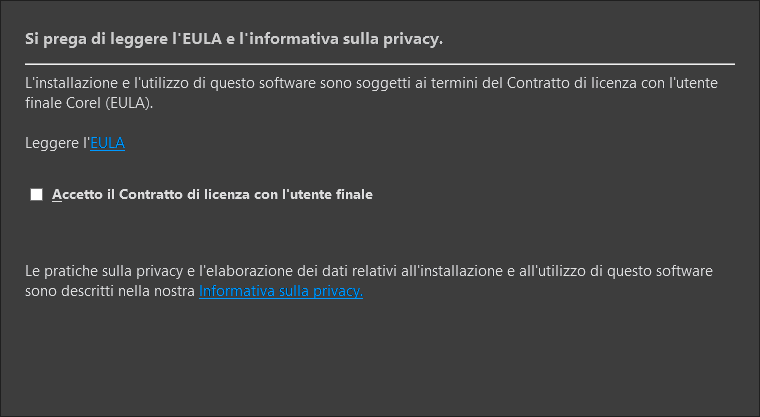 Si prega di leggere l'EULA e l'informativa sulla privacy.
L'installazione e l'utilizzo di questo software sono soggetti ai termini del Contratto di licenza con l'utente
finale Corel (EULA).
Leggere l'EULA
Accetto il Contratto di licenza con l'utente finale
Le pratiche sulla privacy e l'elaborazione dei dati relativi all'installazione e all'utilizzo di questo software
sono descritti nella nostra Informativa sulla privacy.